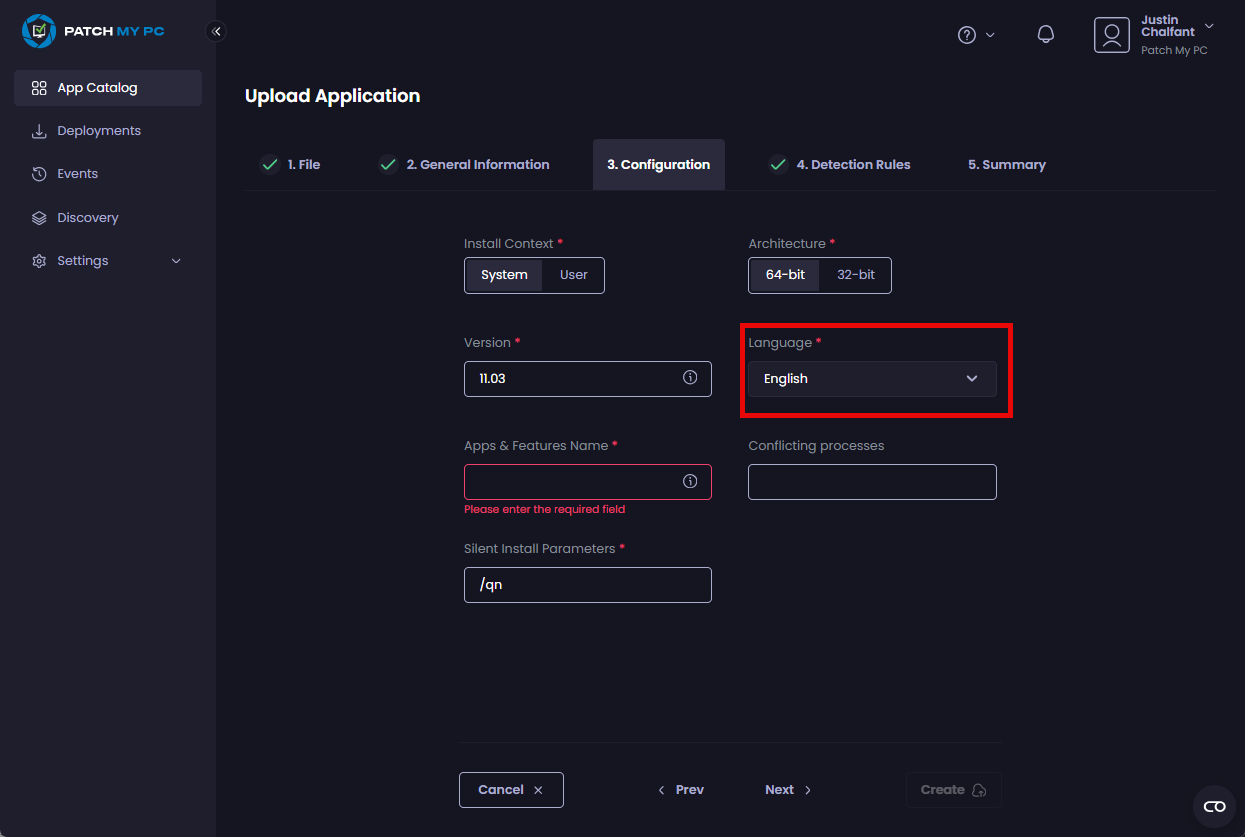 PATCH MY PC
Justin
Chalfant
Patch My PC
App Catalog
Deployments
Events
Discovery
Settings
Upload Application
1. File
2. General Information
3. Configuration
4. Detection Rules
5. Summary
Install Context *
Architecture *
System User
64-bit 32-bit
Version *
Language *
11.03
English
Apps & Features Name *
Conflicting processes
Please enter the required field
Silent Install Parameters *
/qn
Cancel
Prev
Next
Create